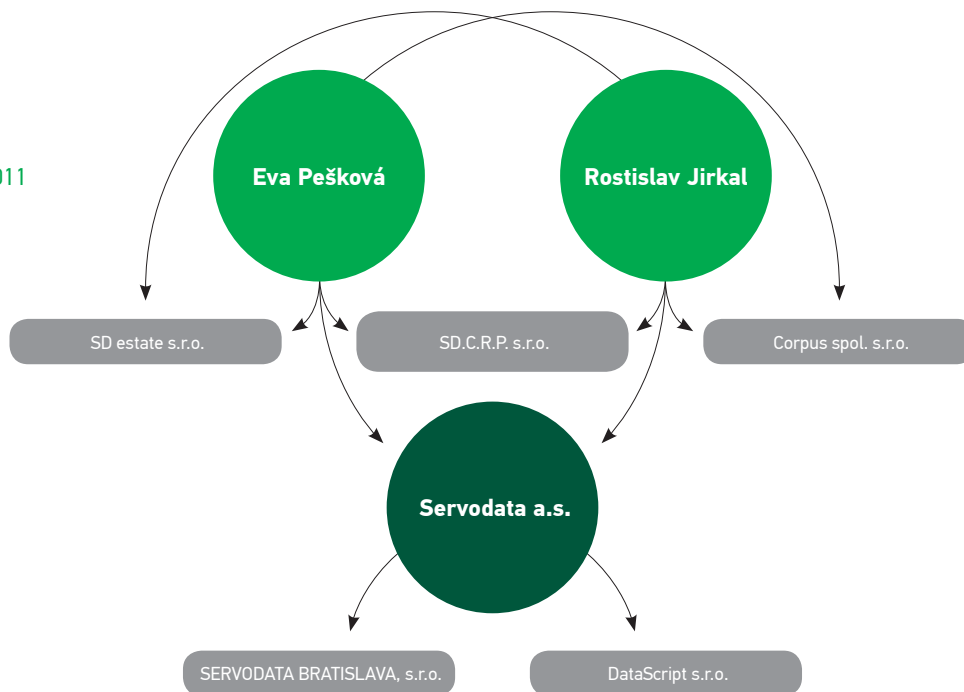 Eva Pešková
Rostislav Jirkal
SD estate s.r.o.
SD.C.R.P. s.r.o.
Corpus spol. s.r.o.
Servodata a.s.
SERVODATA BRATISLAVA, s.r.o.
DataScript s.r.o.